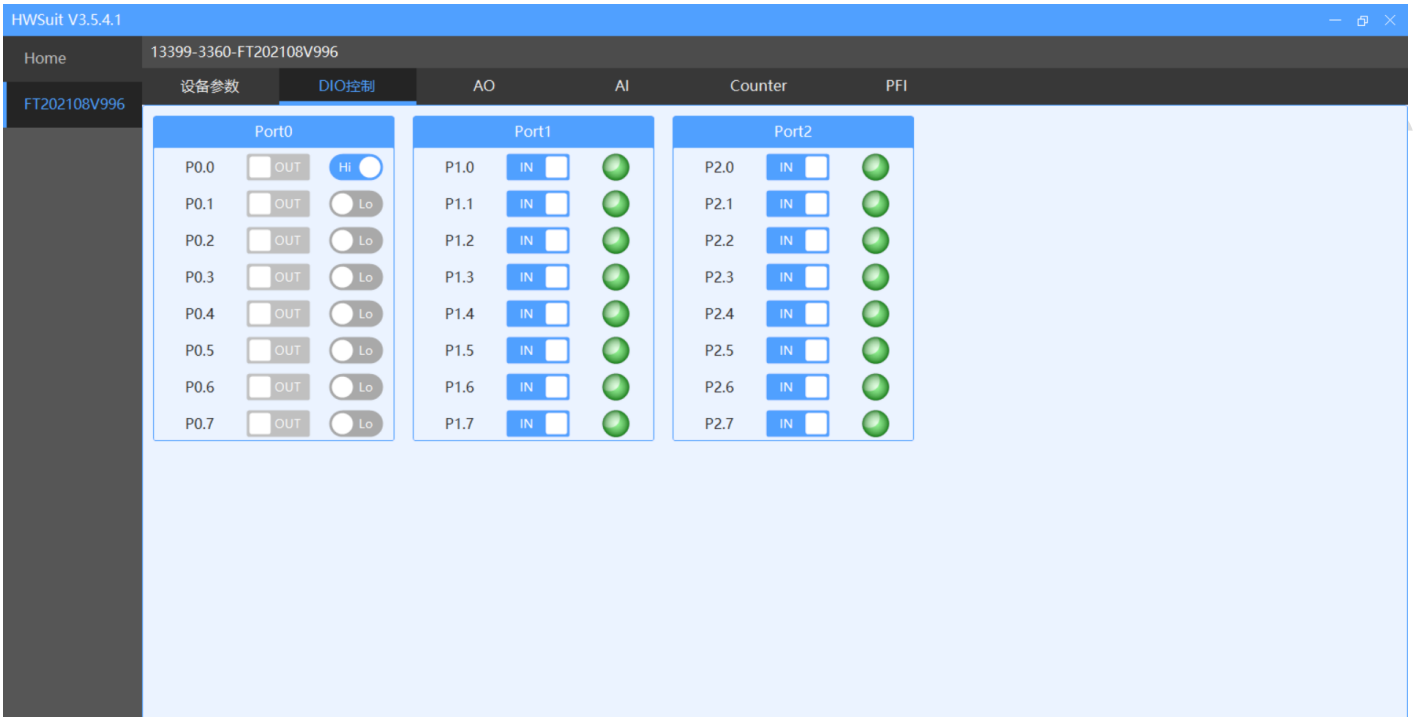 HWSuit V3.5.4.1
Home
13399-3360-FT202108V996
FT202108V996
设备参数 DIO控制 AO AI Counter PFI
Port0 Port1 Port2
P0.0 OUT Hi P1.0 IN P2.0 IN
P0.1 OUT Lo P1.1 IN P2.1 IN
P0.2 OUT Lo P1.2 IN P2.2 IN
P0.3 OUT Lo P1.3 IN P2.3 IN
P0.4 OUT Lo P1.4 IN P2.4 IN
P0.5 OUT Lo P1.5 IN P2.5 IN
P0.6 OUT Lo P1.6 IN P2.6 IN
P0.7 OUT Lo P1.7 IN P2.7 IN